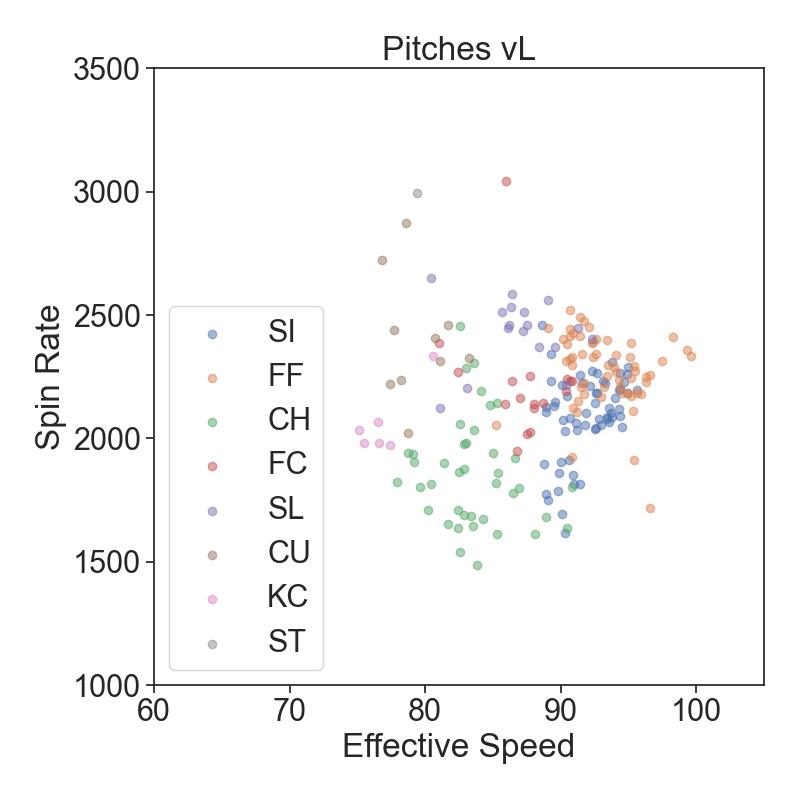 Pitches vL
3500
3000
2500
2000
1500
1000
Spin Rate
SI
FF
CH
FC
SL
CU
KC
ST
60 70 80 90 100
Effective Speed